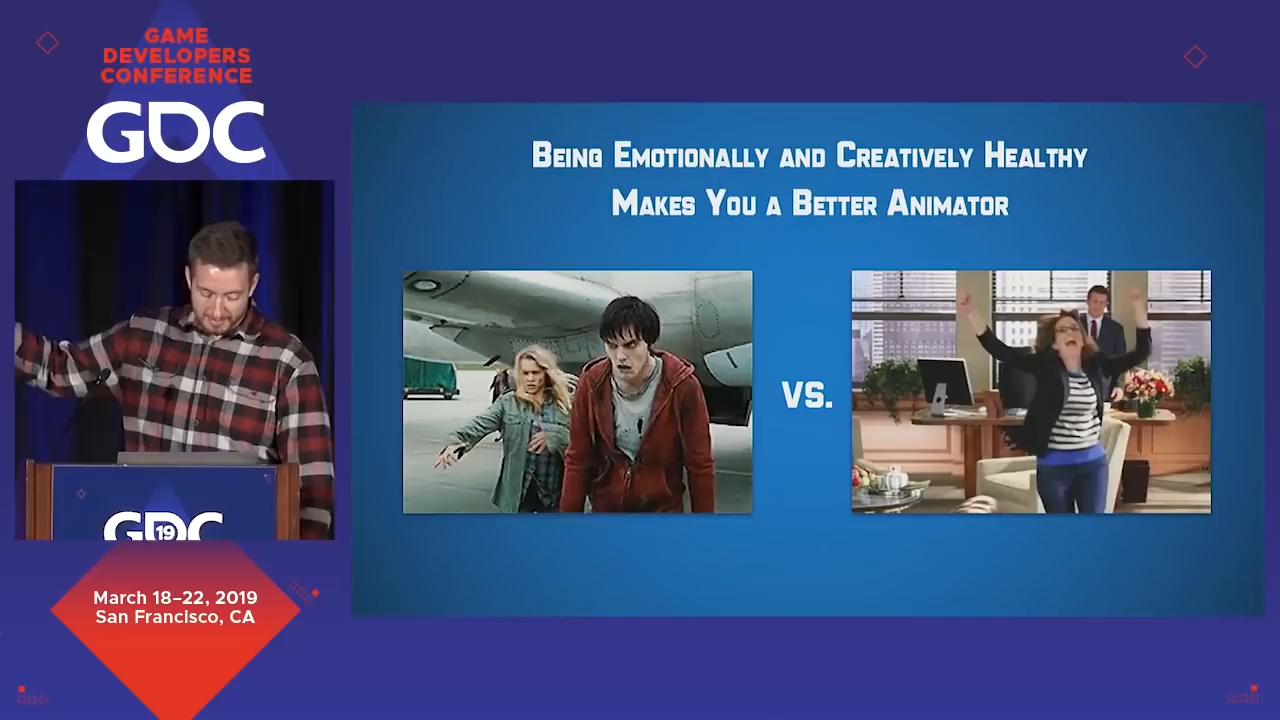 GAME
DEVELOPERS
CONFERENCE
GDC
Being Emotionally and Creatively Healthy
Makes You a Better Animator
VS.
GDC
19
March 18–22, 2019
San Francisco, CA